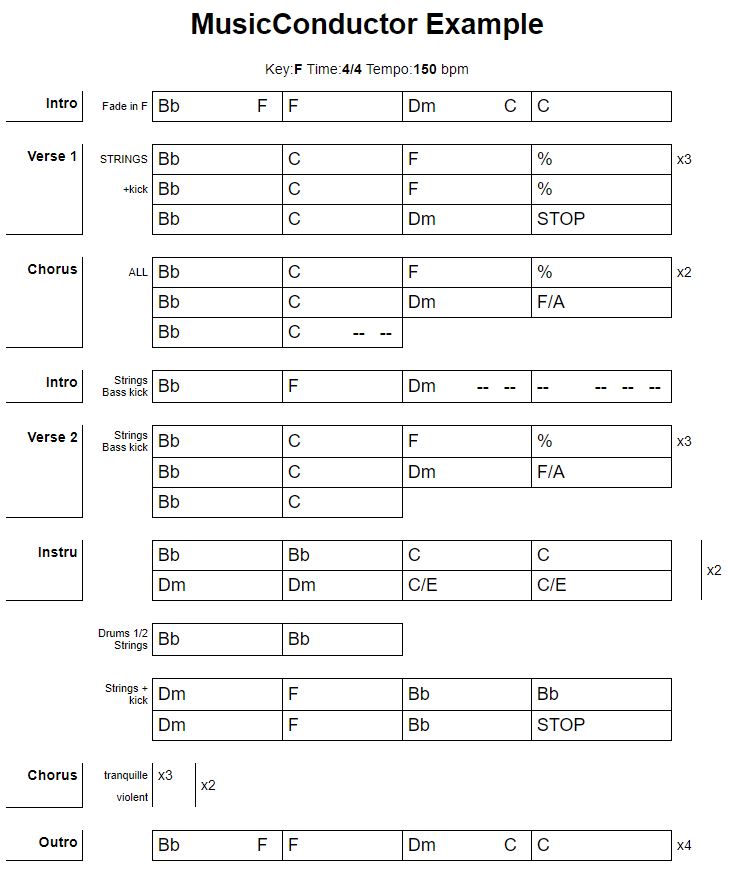 MusicConductor Example
Key:F Time:4/4 Tempo:150 bpm
Intro Fade in F Bb F F Dm C C
Verse 1 STRINGS Bb C F % x3
+kick Bb C F %
Bb C Dm STOP
Chorus ALL Bb C F % x2
Bb C Dm F/A
Bb C -- --
Intro Strings Bass kick Bb F Dm -- -- -- -- -- --
Verse 2 Strings Bass kick Bb C F % x3
Bb C Dm F/A
Bb C
Instru Bb Bb C C
x2
Dm Dm C/E C/E
Drums 1/2 Strings Bb Bb
Strings + kick Dm F Bb Bb
Dm F Bb STOP
Chorus tranquille x3
x2
violent
Outro Bb F F Dm C C x4